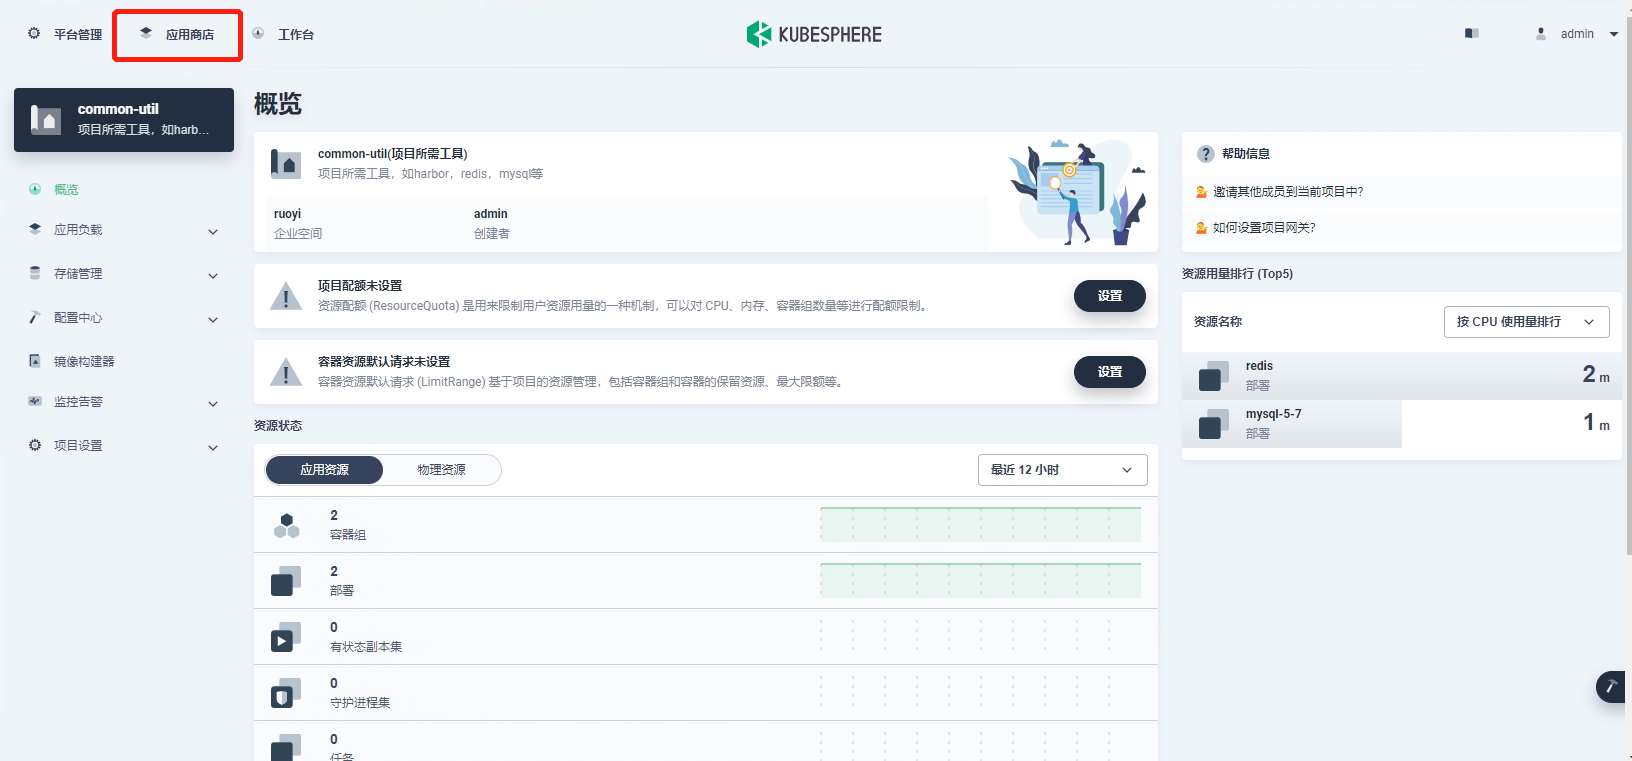 平台管理
应用商店
工作台
KUBESPHERE
admin
common-util
项目所需工具，如harb...
概览
应用负载
存储管理
配置中心
镜像构建器
监控告警
项目设置
概览
common-util(项目所需工具)
项目所需工具，如harbor，redis，mysql等
ruoyi
企业空间
admin
创建者
项目配额未设置
资源配额 (ResourceQuota) 是用来限制用户资源用量的一种机制，可以对 CPU、内存、容器组数量等进行配额限制。
设置
容器资源默认请求未设置
容器资源默认请求 (LimitRange) 基于项目的资源管理，包括容器组和容器的保留资源、最大限额等。
设置
资源状态
应用资源
物理资源
最近 12 小时
2
容器组
2
部署
0
有状态副本集
0
守护进程集
0
任务
帮助信息
邀请其他成员到当前项目中?
如何设置项目网关?
资源用量排行 (Top5)
资源名称
按 CPU 使用量排行
redis
部署
2 m
mysql-5-7
部署
1 m